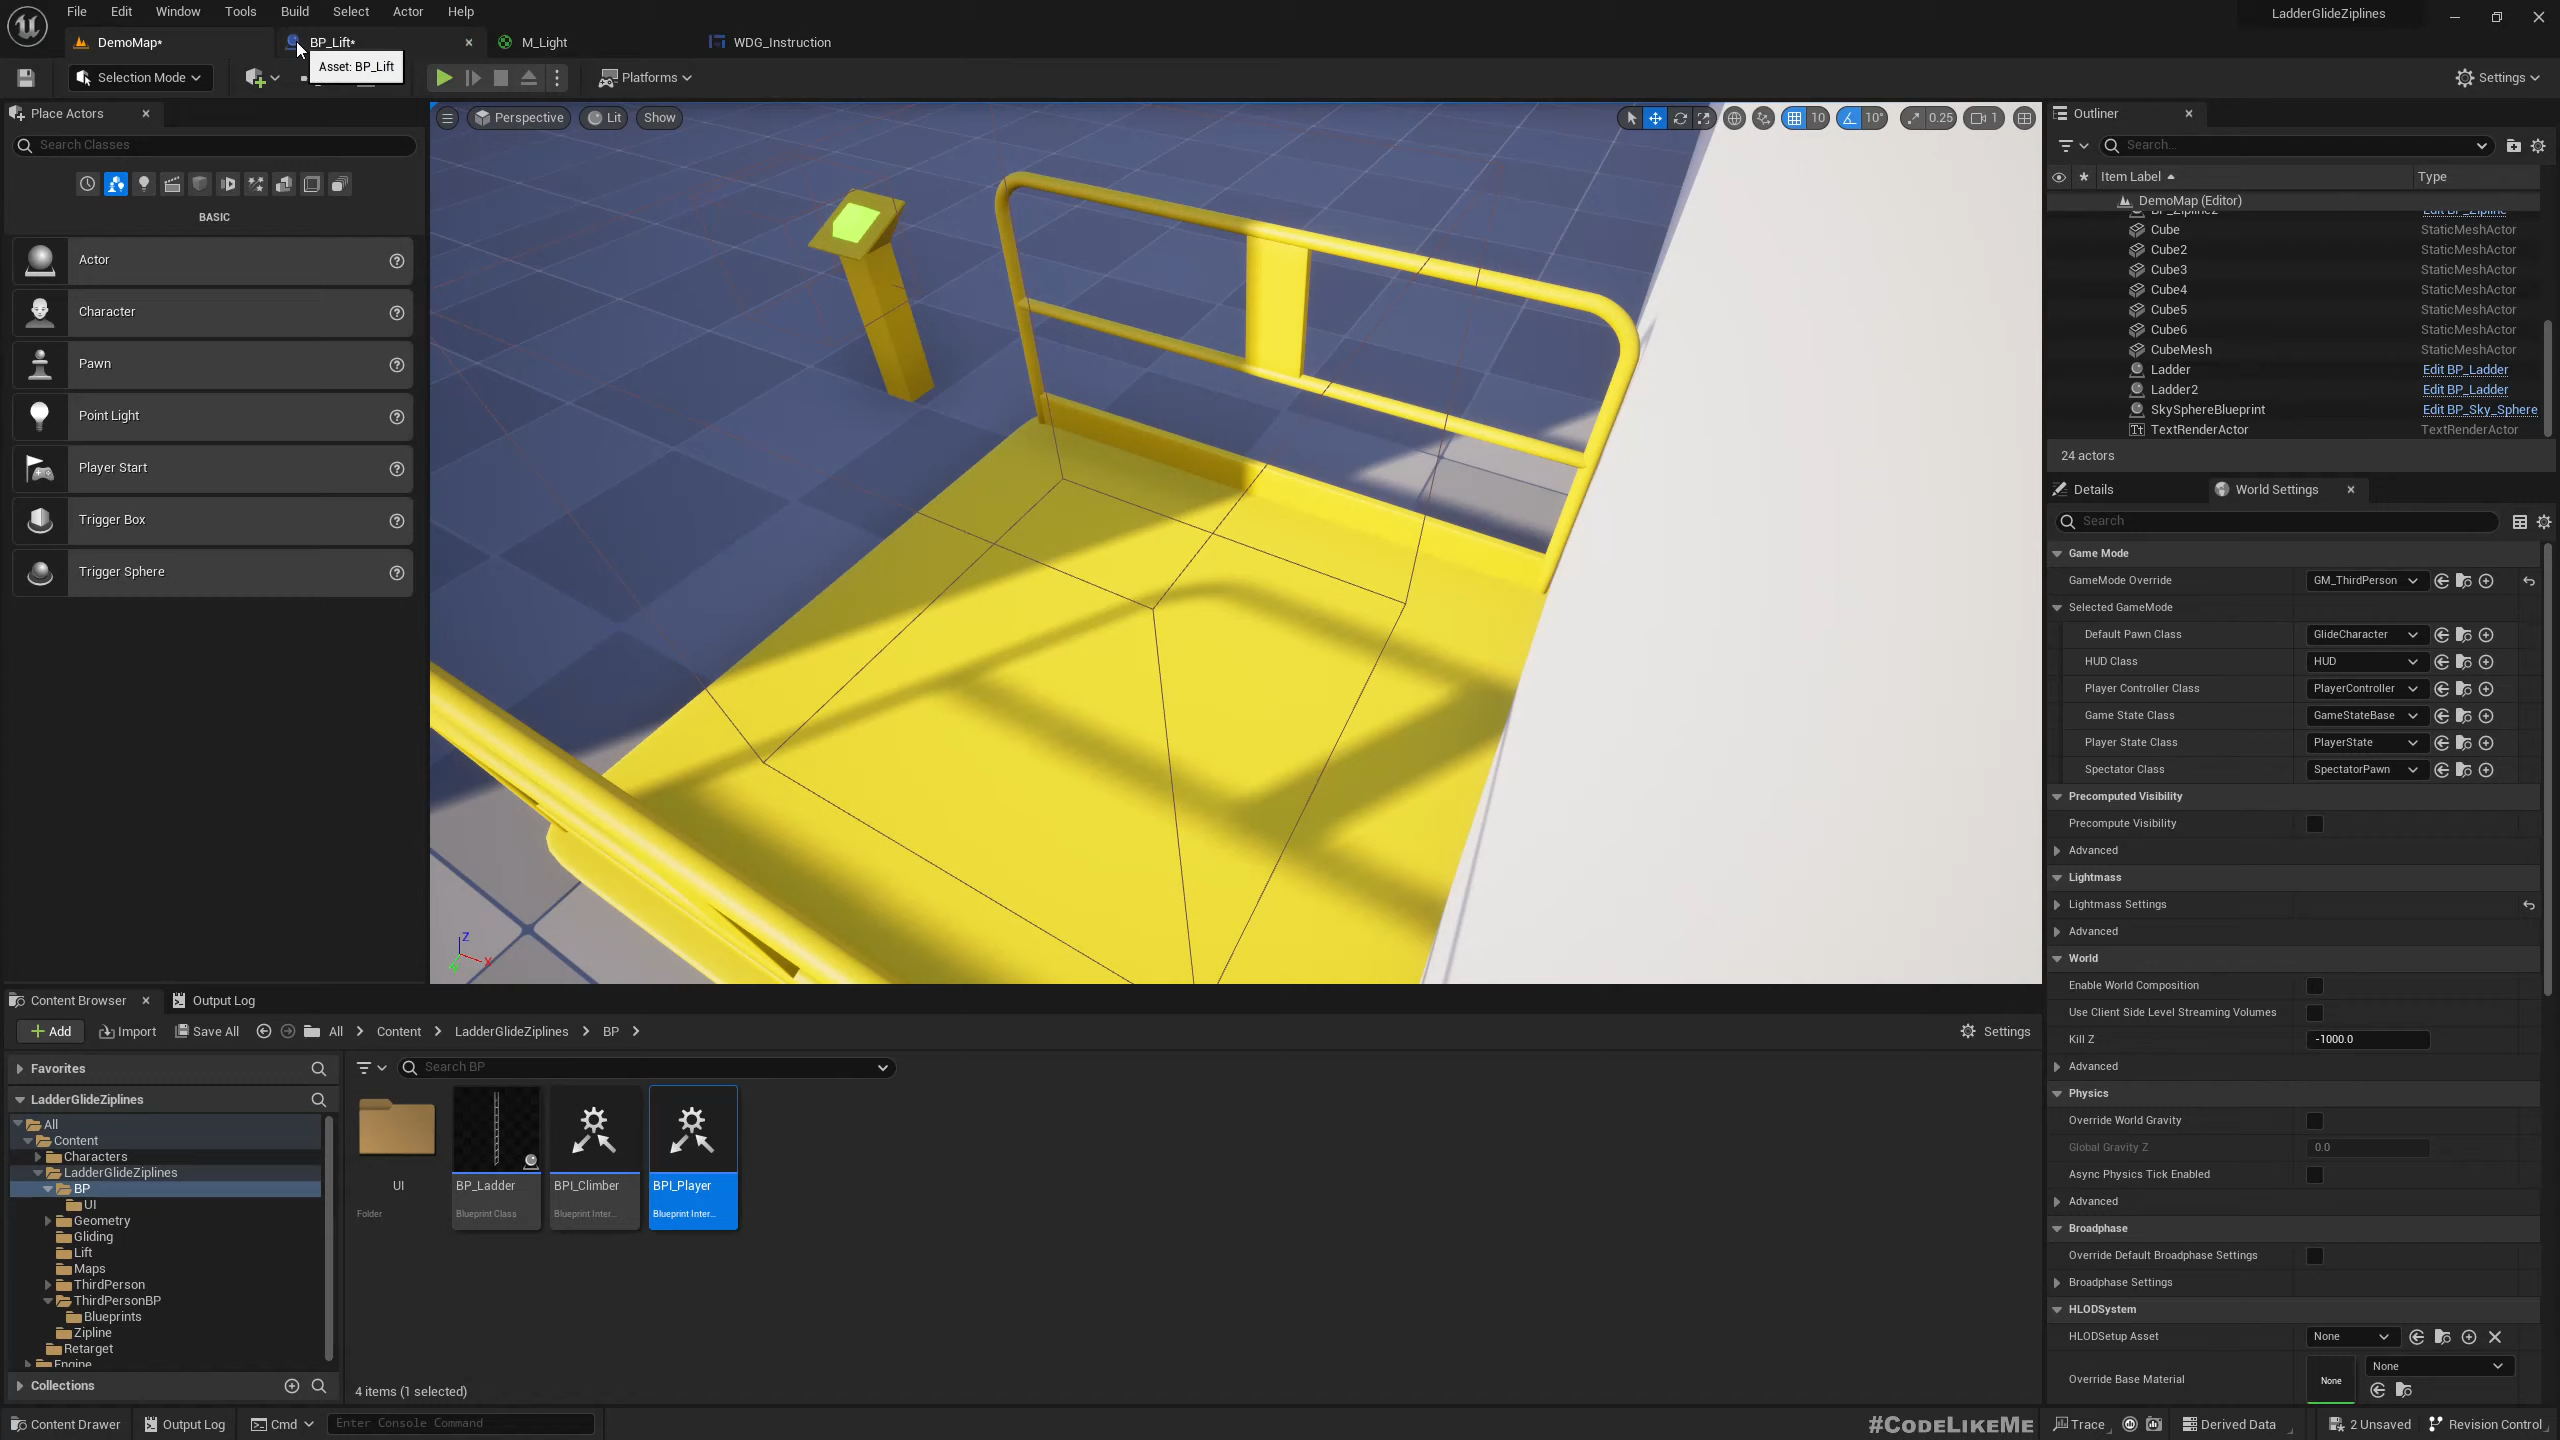 File Edit Window Tools Build Select Actor Help
LadderGlideZiplines
DemoMap*
BP_Lift*
M_Light
WDG_Instruction
Asset: BP_Lift
Selection Mode
Platforms
Settings
Place Actors
Search Classes
BASIC
Actor
Character
Pawn
Point Light
Player Start
Trigger Box
Trigger Sphere
Perspective
Lit
Show
10
10°
0.25
1
Z
X
Outliner
Search...
Item Label
Type
DemoMap (Editor)
BP_Zipline2 Edit BP_Zipline
Cube StaticMeshActor
Cube2 StaticMeshActor
Cube3 StaticMeshActor
Cube4 StaticMeshActor
Cube5 StaticMeshActor
Cube6 StaticMeshActor
CubeMesh StaticMeshActor
Ladder Edit BP_Ladder
Ladder2 Edit BP_Ladder
SkySphereBlueprint Edit BP_Sky_Sphere
TextRenderActor TextRenderActor
24 actors
Details
World Settings
Search
Game Mode
GameMode Override GM_ThirdPerson
Selected GameMode
Default Pawn Class GlideCharacter
HUD Class HUD
Player Controller Class PlayerController
Game State Class GameStateBase
Player State Class PlayerState
Spectator Class SpectatorPawn
Precomputed Visibility
Precompute Visibility
Advanced
Lightmass
Lightmass Settings
Advanced
World
Enable World Composition
Use Client Side Level Streaming Volumes
Kill Z -1000.0
Advanced
Physics
Override World Gravity
Global Gravity Z 0.0
Async Physics Tick Enabled
Advanced
Broadphase
Override Default Broadphase Settings
Broadphase Settings
HLODSystem
HLODSetup Asset None
Override Base Material None None
Content Browser
Output Log
Add Import Save All All Content LadderGlideZiplines BP
Settings
Favorites
LadderGlideZiplines
All
Content
Characters
LadderGlideZiplines
BP
UI
Geometry
Gliding
Lift
Maps
ThirdPerson
ThirdPersonBP
Blueprints
Zipline
Retarget
Engine
Collections
Search BP
UI
Folder
BP_Ladder
Blueprint Class
BPI_Climber
Blueprint Inter...
BPI_Player
Blueprint Inter...
4 items (1 selected)
Content Drawer Output Log Cmd Enter Console Command
#CodeLikeMe
Trace Derived Data 2 Unsaved Revision Control